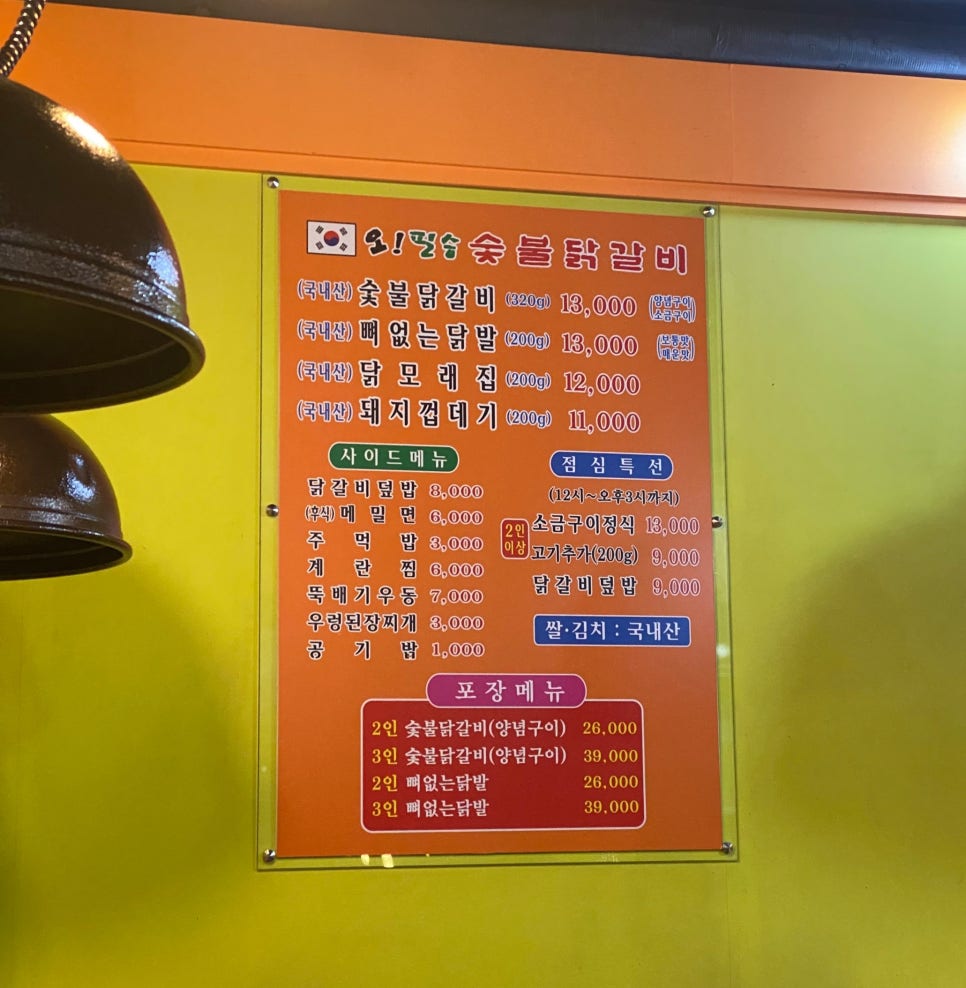 오! 필승 숯불닭갈비
(국내산) 숯불닭갈비 (320g) 13,000 (양념구이 소금구이)
(국내산) 뼈없는닭발 (200g) 13,000 (보통맛 매운맛)
(국내산) 닭모래집 (200g) 12,000
(국내산) 돼지껍데기 (200g) 11,000
사이드메뉴
닭갈비덮밥 8,000
(후식)메밀면 6,000
주먹밥 3,000
계란찜 6,000
뚝배기우동 7,000
우렁된장찌개 3,000
공기밥 1,000
점심특선
(12시~오후3시까지)
2인이상
소금구이정식 13,000
고기추가(200g) 9,000
닭갈비덮밥 9,000
쌀·김치 : 국내산
포장메뉴
2인 숯불닭갈비(양념구이) 26,000
3인 숯불닭갈비(양념구이) 39,000
2인 뼈없는닭발 26,000
3인 뼈없는닭발 39,000